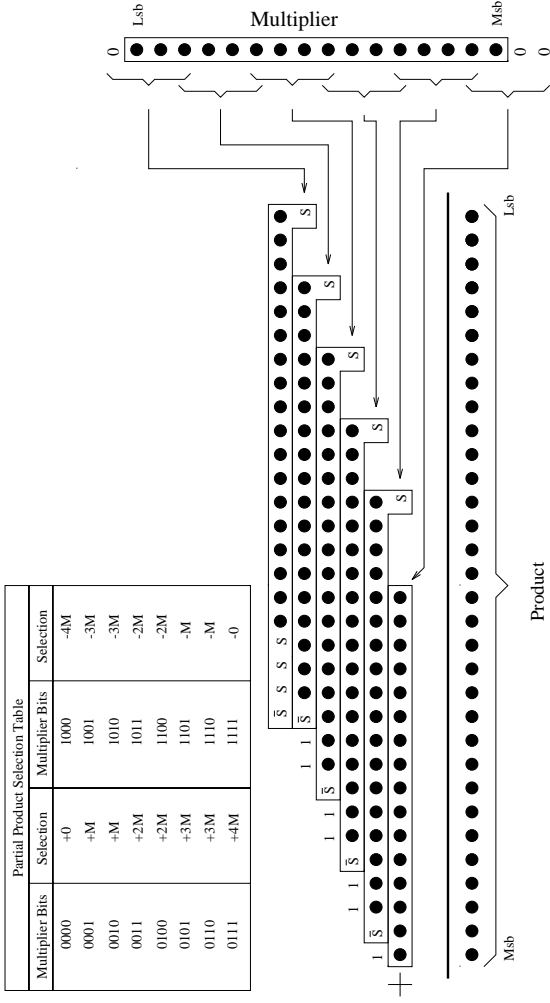 Partial Product Selection Table
Multiplier Bits Selection Multiplier Bits Selection
0000 +0 1000 -4M
0001 +M 1001 -3M
0010 +M 1010 -3M
0011 +2M 1011 -2M
0100 +2M 1100 -2M
0101 +3M 1101 -M
0110 +3M 1110 -M
0111 +4M 1111 -0
0
Lsb
Multiplier
Msb
0
0
S̄ S S S
1 1 S̄ S
1 1 S̄ S
1 1 S̄ S
1 S̄ S
S
+
Msb
Lsb
Product